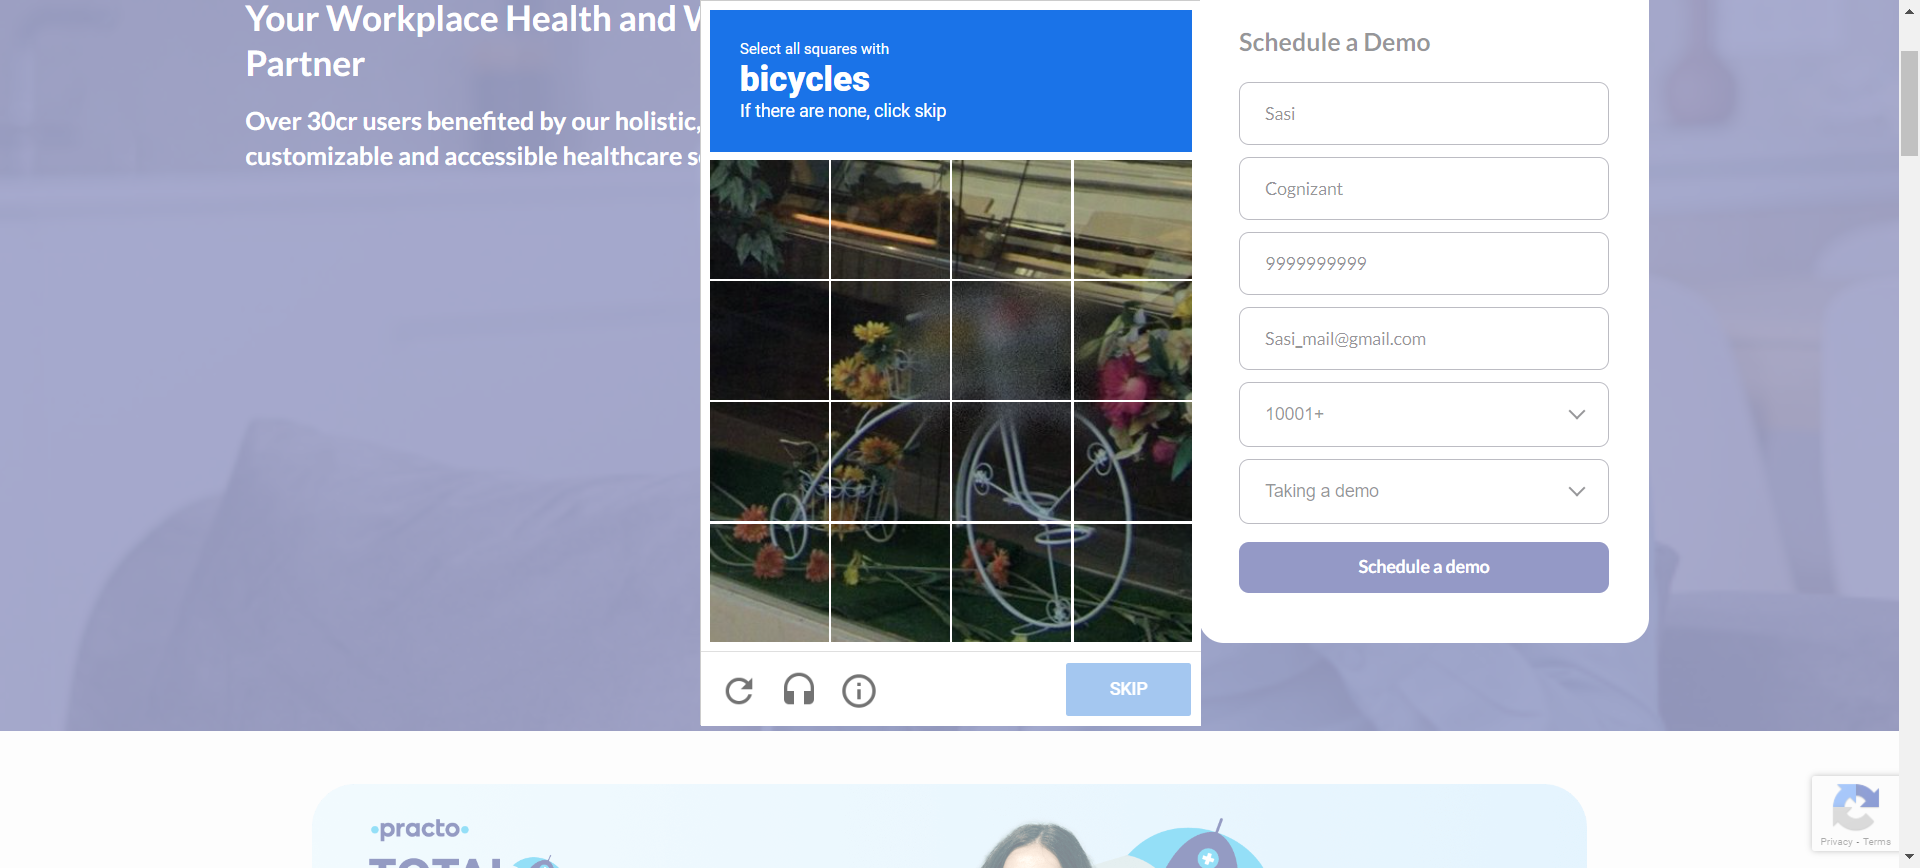 Your Workplace Health and W
Partner
Over 30cr users benefited by our holistic,
customizable and accessible healthcare s
Select all squares with
bicycles
If there are none, click skip
SKIP
Schedule a Demo
Sasi
Cognizant
9999999999
Sasi_mail@gmail.com
10001+
Taking a demo
Schedule a demo
practo
TOTAL
Privacy - Terms